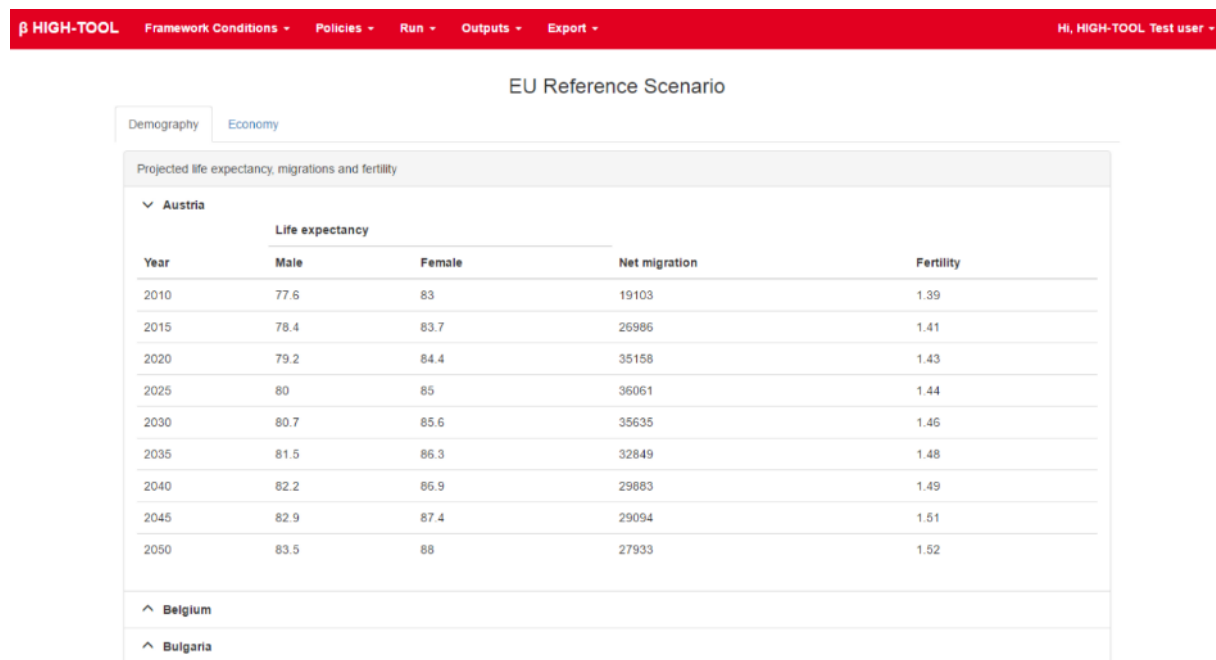 β HIGH-TOOL Framework Conditions Policies Run Outputs Export Hi, HIGH-TOOL Test user
EU Reference Scenario
Demography Economy
Projected life expectancy, migrations and fertility
Austria
Life expectancy
Year Male Female Net migration Fertility
2010 77.6 83 19103 1.39
2015 78.4 83.7 26986 1.41
2020 79.2 84.4 35158 1.43
2025 80 85 36061 1.44
2030 80.7 85.6 35635 1.46
2035 81.5 86.3 32849 1.48
2040 82.2 86.9 29883 1.49
2045 82.9 87.4 29094 1.51
2050 83.5 88 27933 1.52
Belgium
Bulgaria